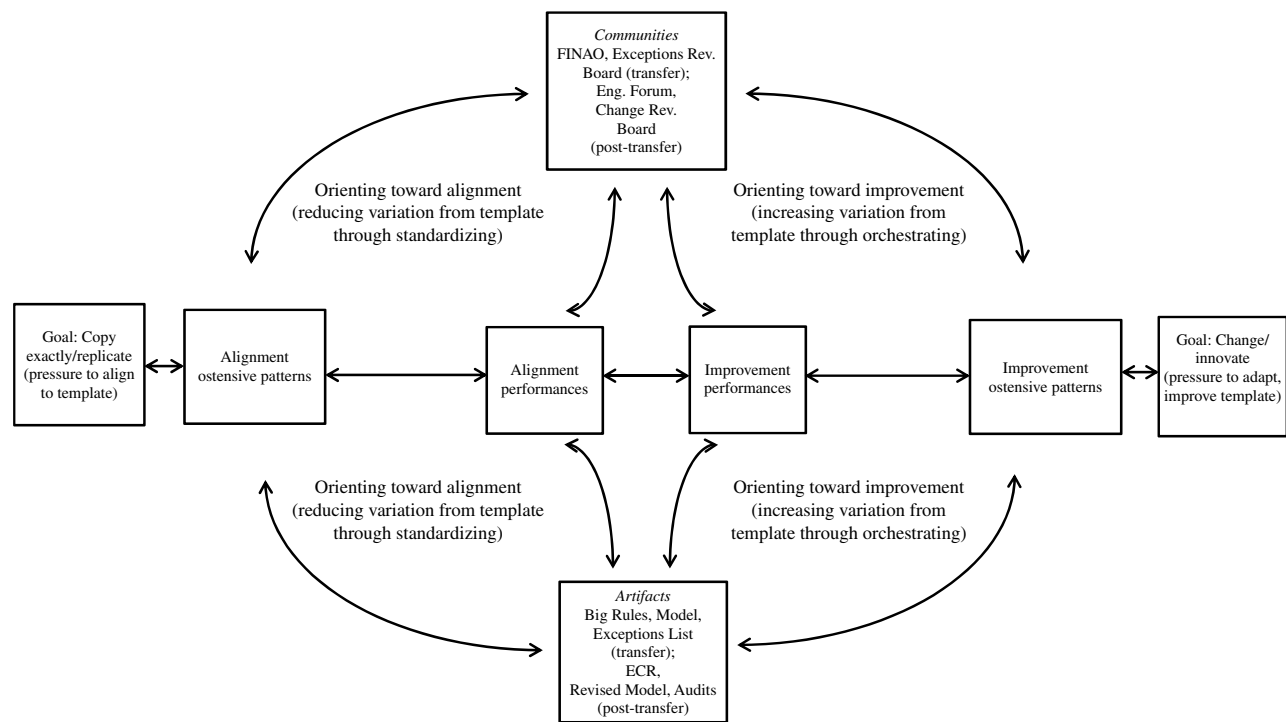 Communities
FINAO, Exceptions Rev.
Board (transfer);
Eng. Forum,
Change Rev.
Board
(post-transfer)
Orienting toward alignment
(reducing variation from template
through standardizing)
Orienting toward improvement
(increasing variation from
template through orchestrating)
Goal: Copy
exactly/replicate
(pressure to align
to template)
Alignment
ostensive patterns
Alignment
performances
Improvement
performances
Improvement
ostensive patterns
Goal: Change/
innovate
(pressure to adapt,
improve template)
Orienting toward alignment
(reducing variation from template
through standardizing)
Orienting toward improvement
(increasing variation from
template through orchestrating)
Artifacts
Big Rules, Model,
Exceptions List
(transfer);
ECR,
Revised Model, Audits
(post-transfer)